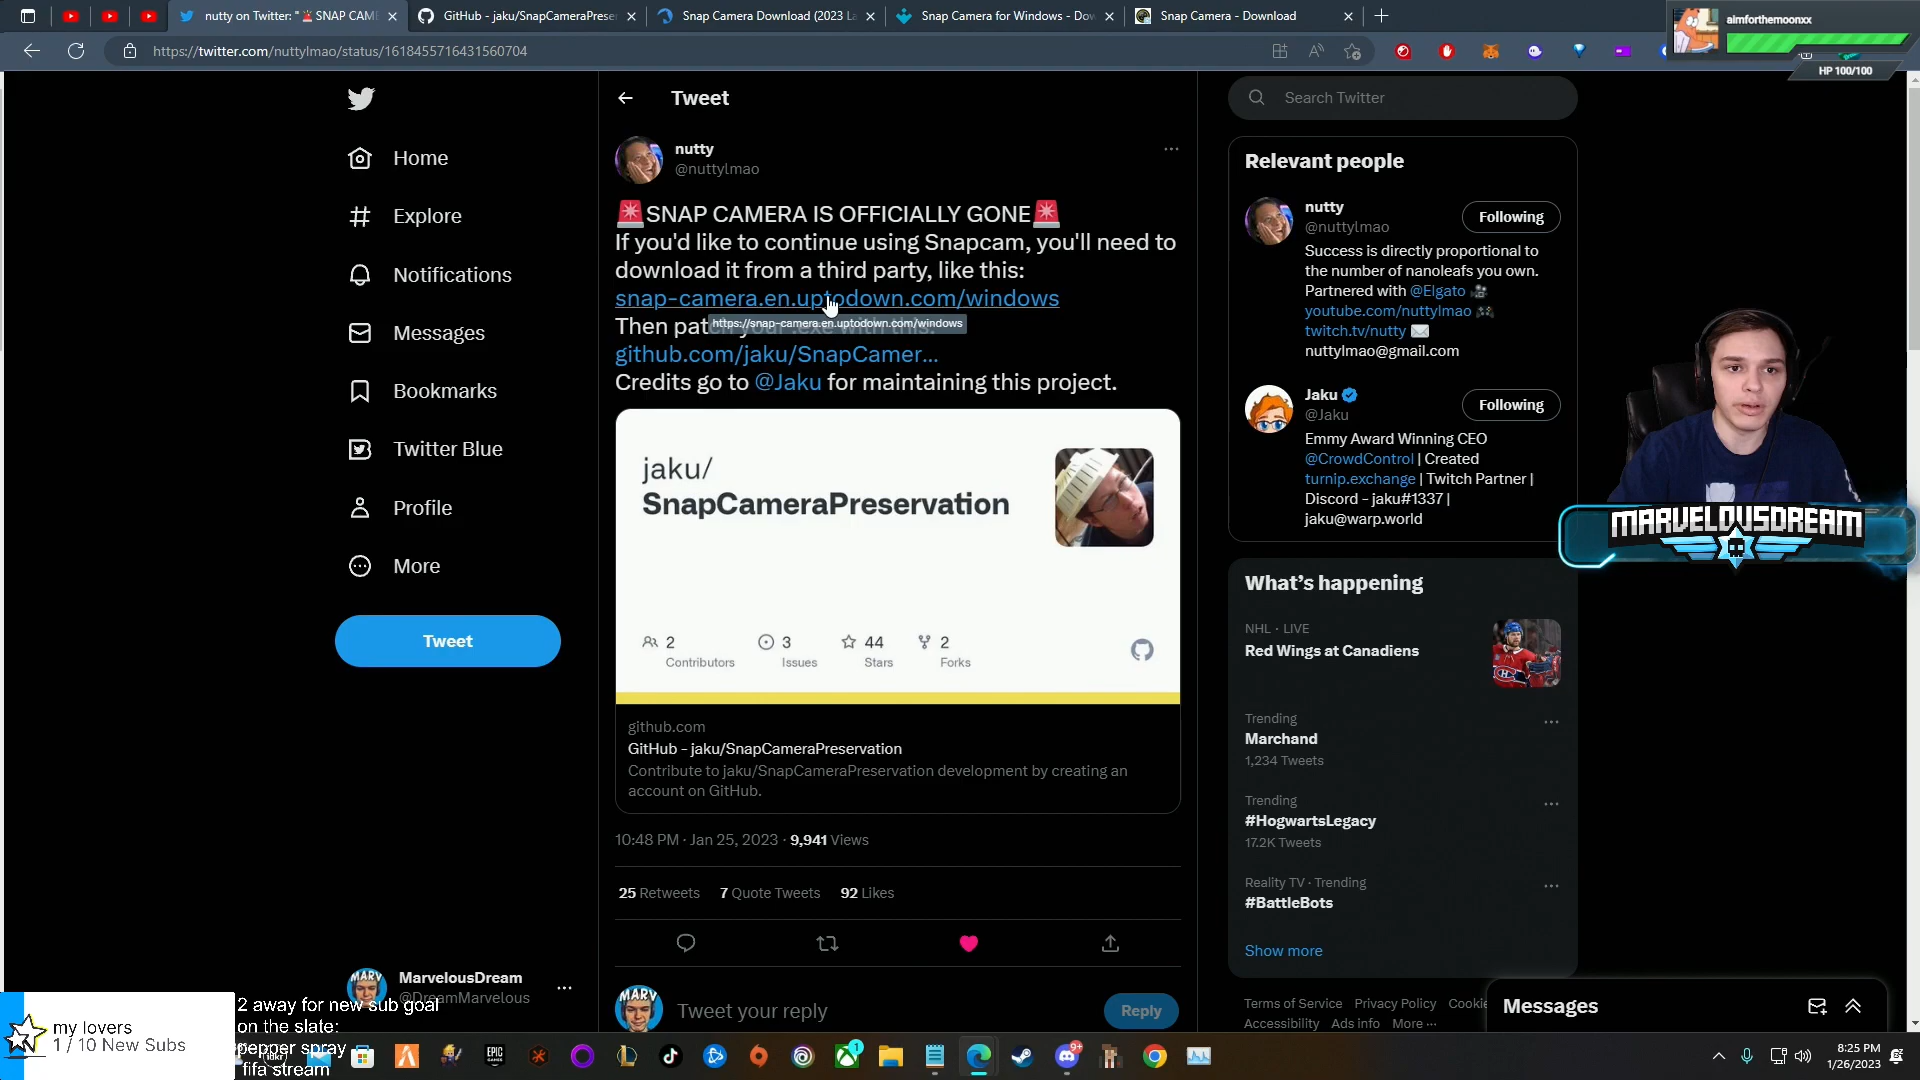 nutty on Twitter: "🚨SNAP CAM
GitHub - jaku/SnapCameraPrese
Snap Camera Download (2023 La
Snap Camera for Windows - Dow
Snap Camera - Download
aimforthemoonxx
HP 100/100
https://twitter.com/nuttylmao/status/1618455716431560704
Home
Explore
Notifications
Messages
Bookmarks
Twitter Blue
Profile
More
Tweet
MarvelousDream
@DreamMarvelous
Tweet
nutty
@nuttylmao
🚨SNAP CAMERA IS OFFICIALLY GONE🚨
If you'd like to continue using Snapcam, you'll need to
download it from a third party, like this:
snap-camera.en.uptodown.com/windows
https://snap-camera.en.uptodown.com/windows
Then patch your .exe with this:
github.com/jaku/SnapCamer...
Credits go to @Jaku for maintaining this project.
jaku/
SnapCameraPreservation
2
Contributors
3
Issues
44
Stars
2
Forks
github.com
GitHub - jaku/SnapCameraPreservation
Contribute to jaku/SnapCameraPreservation development by creating an
account on GitHub.
10:48 PM · Jan 25, 2023 · 9,941 Views
25 Retweets 7 Quote Tweets 92 Likes
MARV
Tweet your reply
Reply
Search Twitter
Relevant people
nutty
@nuttylmao
Following
Success is directly proportional to
the number of nanoleafs you own.
Partnered with @Elgato 🎥
youtube.com/nuttylmao 🎮
twitch.tv/nutty ✉️
nuttylmao@gmail.com
Jaku
@Jaku
Following
Emmy Award Winning CEO
@CrowdControl | Created
turnip.exchange | Twitch Partner |
Discord - jaku#1337 |
jaku@warp.world
MARVELOUSDREAM
What's happening
NHL · LIVE
Red Wings at Canadiens
Trending
Marchand
1,234 Tweets
Trending
#HogwartsLegacy
17.2K Tweets
Reality TV · Trending
#BattleBots
Show more
Terms of Service Privacy Policy Cookie
Accessibility Ads info More ···
Messages
my lovers
1 / 10 New Subs
2 away for new sub goal
on the slate:
pepper spray
fifa stream
EPIC
GAMES
1
9+
8:25 PM
1/26/2023